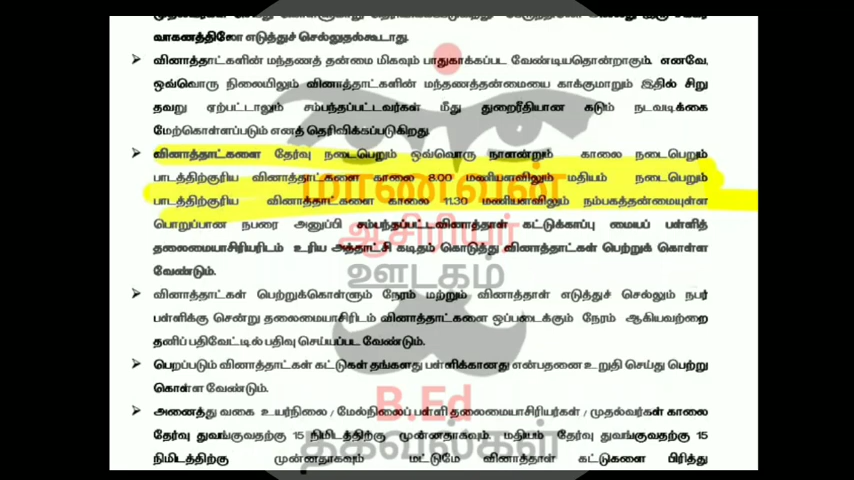 வாகனத்திலோ எடுத்துச் செல்லுதல்கூடாது.
➤ வினாத்தாட்களின் மந்தணத் தன்மை மிகவும் பாதுகாக்கப்பட வேண்டியதொன்றாகும். எனவே,
ஒவ்வொரு நிலையிலும் வினாத்தாட்களின் மந்தணத்தன்மையை காக்குமாறும் இதில் சிறு
தவறு ஏற்பட்டாலும் சம்பந்தப்பட்டவர்கள் மீது துறைரீதியான கடும் நடவடிக்கை
மேற்கொள்ளப்படும் எனத் தெரிவிக்கப்படுகிறது.
➤ வினாத்தாட்களை தேர்வு நடைபெறும் ஒவ்வொரு நாளன்றும் காலை நடைபெறும்
பாடத்திற்குரிய வினாத்தாட்களை காலை 8.00 மணியளவிலும் மதியம் நடைபெறும்
பாடத்திற்குரிய வினாத்தாட்களை காலை 11.30 மணியளவிலும் நம்பகத்தன்மையுள்ள
பொறுப்பான நபரை அனுப்பி சம்பந்தப்பட்டவினாத்தாள் கட்டுக்காப்பு மையப் பள்ளித்
தலைமையாசிரியரிடம் உரிய அத்தாட்சி கடிதம் கொடுத்து வினாத்தாட்கள் பெற்றுக் கொள்ள
வேண்டும்.
➤ வினாத்தாட்கள் பெற்றுக்கொள்ளும் நேரம் மற்றும் வினாத்தாள் எடுத்துச் செல்லும் நபர்
பள்ளிக்கு சென்று தலைமையாசிரிடம் வினாத்தாட்களை ஒப்படைக்கும் நேரம் ஆகியவற்றை
தனிப் பதிவேட்டில் பதிவு செய்யப்பட வேண்டும்.
➤ பெறப்படும் வினாத்தாட்கள் கட்டுகள் தங்களது பள்ளிக்கானது என்பதனை உறுதி செய்து பெற்று
கொள்ள வேண்டும்.
➤ அனைத்து வகை உயர்நிலை / மேல்நிலைப் பள்ளி தலைமையாசிரியர்கள் / முதல்வர்கள் காலை
தேர்வு துவங்குவதற்கு 15 நிமிடத்திற்கு முன்னதாகவும். மதியம் தேர்வு துவங்குவதற்கு 15
நிமிடத்திற்கு முன்னதாகவும் மட்டுமே வினாத்தாள் கட்டுகளை பிரித்து
மாணவன்
ஆசிரியர்
ஊடகம்
B.Ed
தகவல்கள்